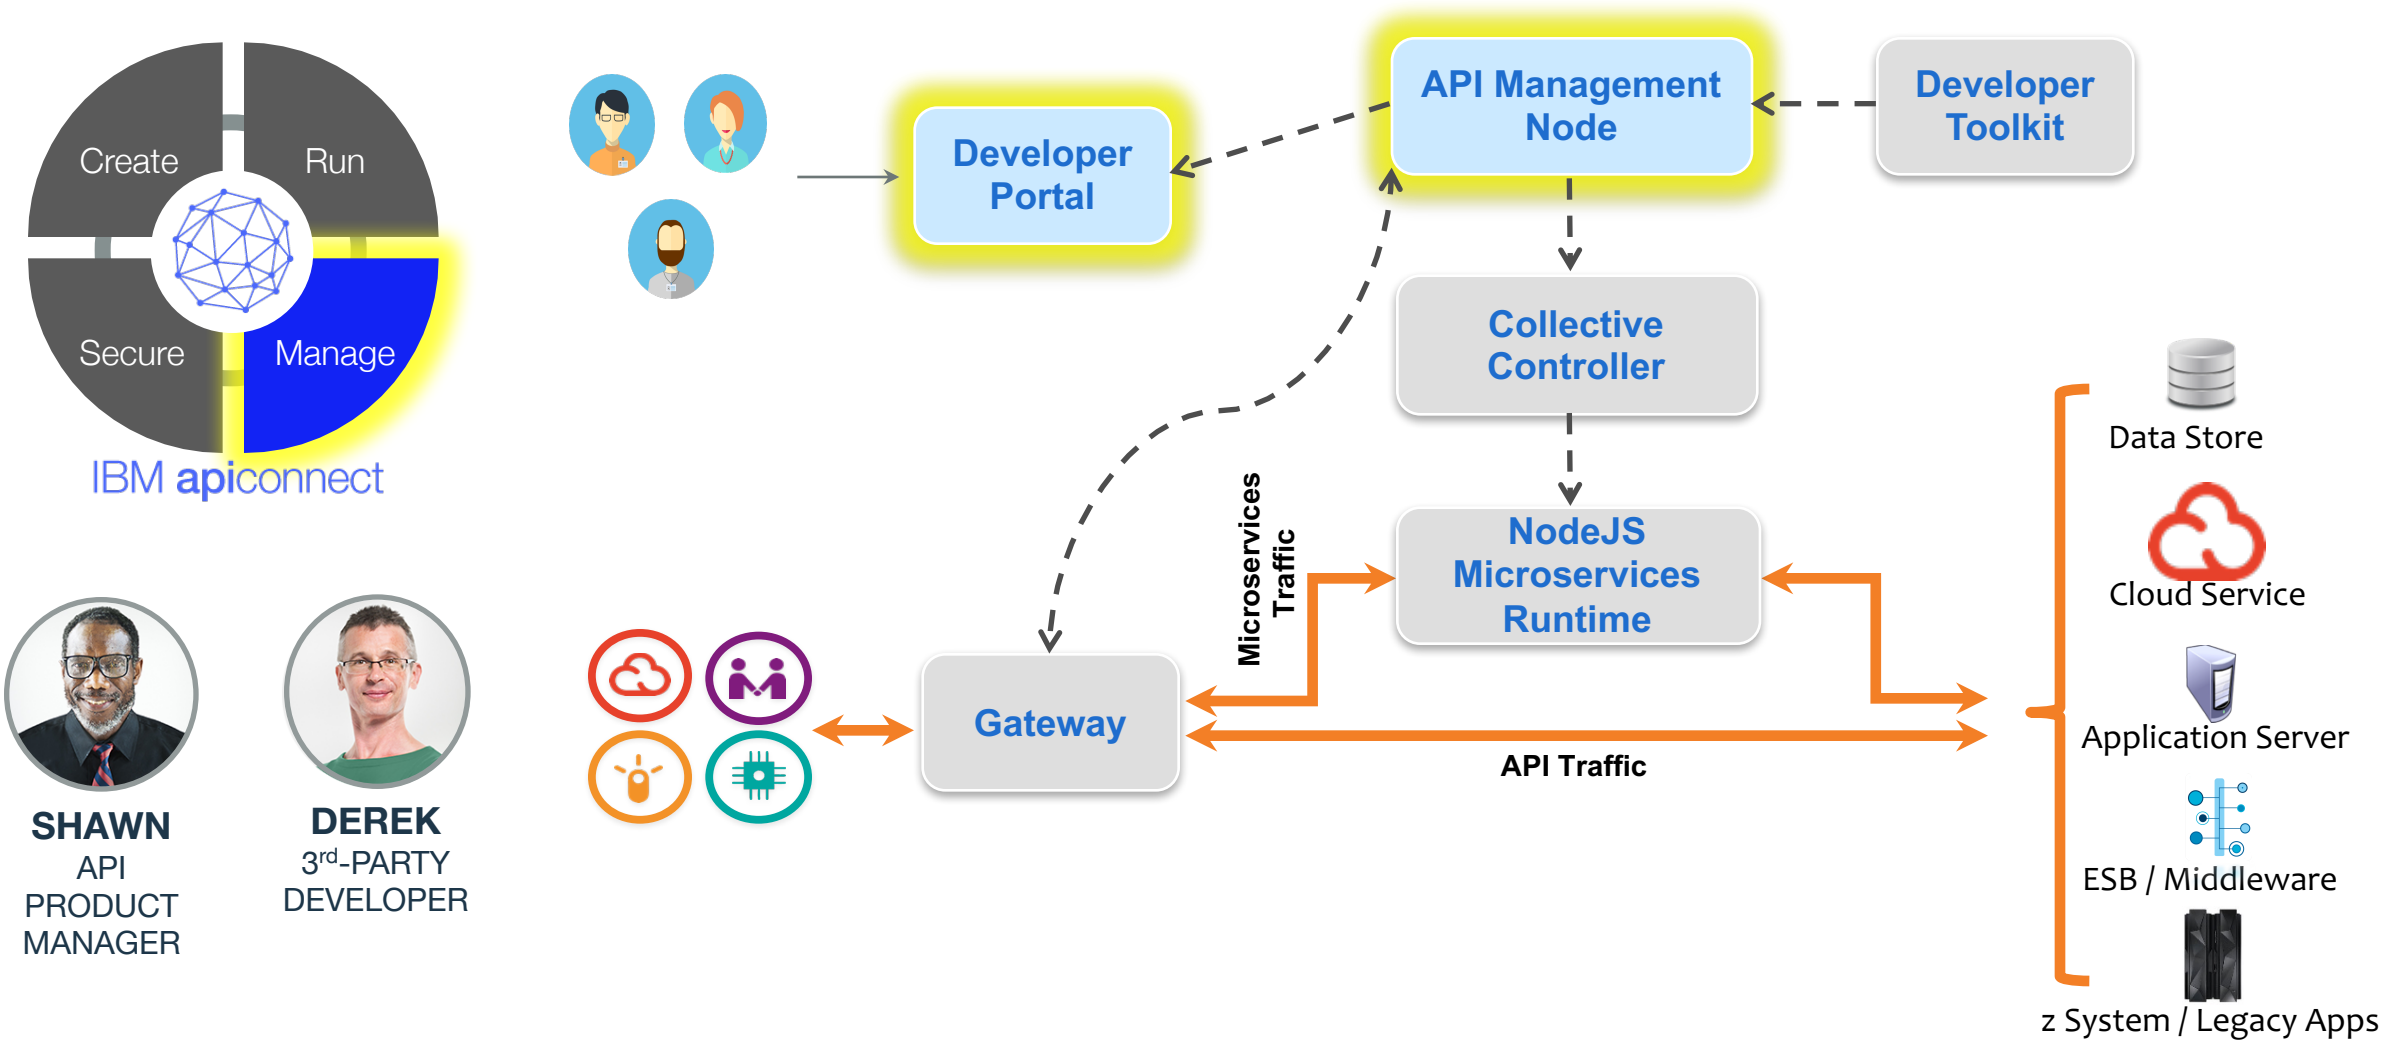 Create
Run
Secure
Manage
IBM apiconnect
SHAWN
API
PRODUCT
MANAGER
DEREK
3rd-PARTY
DEVELOPER
Developer
Portal
API Management
Node
Developer
Toolkit
Collective
Controller
NodeJS
Microservices
Runtime
Microservices
Traffic
Gateway
API Traffic
Data Store
Cloud Service
Application Server
ESB / Middleware
z System / Legacy Apps